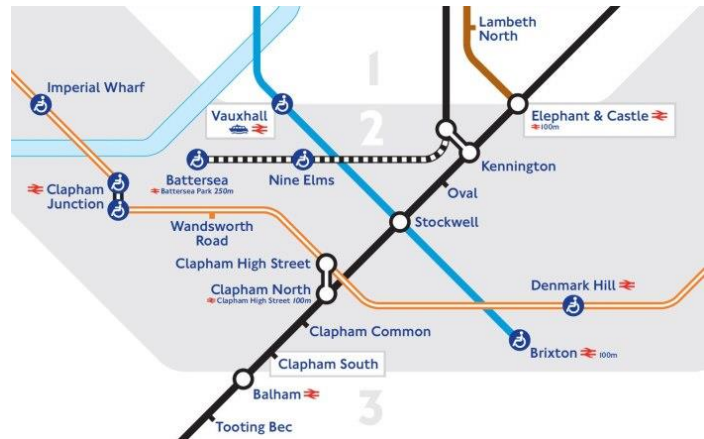 Lambeth
North
1
Imperial Wharf
Vauxhall
2
Elephant & Castle
100m
Kennington
Battersea
Battersea Park 250m
Nine Elms
Oval
Clapham
Junction
Wandsworth
Road
Stockwell
Clapham High Street
Clapham North
Clapham High Street 100m
Denmark Hill
Clapham Common
Brixton
100m
Clapham South
Balham
3
Tooting Bec